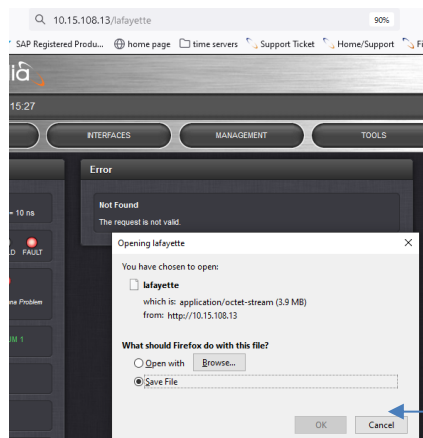 10.15.108.13/lafayette
90%
SAP Registered Produ...
home page
time servers
Support Ticket
Home/Support
15:27
INTERFACES
MANAGEMENT
TOOLS
Error
Not Found
The request is not valid.
= 10 ns
FAULT
Problem
Opening lafayette
You have chosen to open:
lafayette
which is: application/octet-stream (3.9 MB)
from: http://10.15.108.13
What should Firefox do with this file?
Open with
Browse...
Save File
OK
Cancel